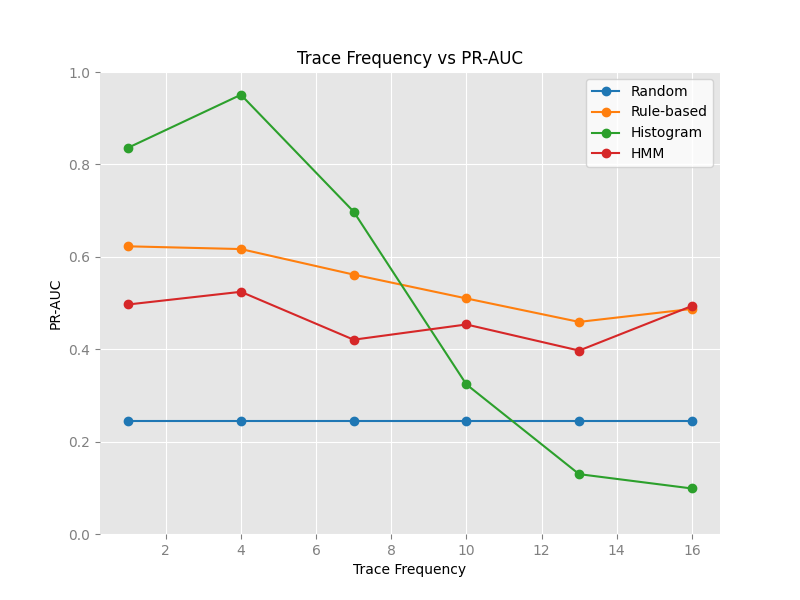 Trace Frequency vs PR-AUC
Random
Rule-based
Histogram
HMM
PR-AUC
1.0
0.8
0.6
0.4
0.2
0.0
2 4 6 8 10 12 14 16
Trace Frequency